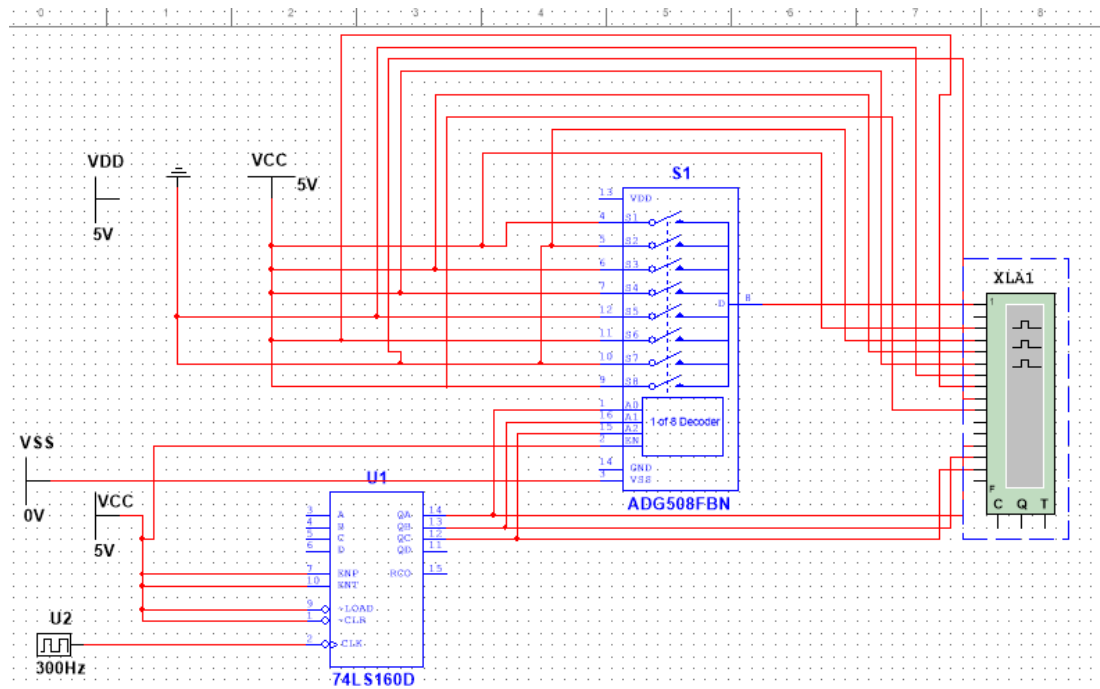 0 1 2 3 4 5 6 7 8
VDD
5V
VCC
5V
S1
13 VDD
4 S1
5 S2
6 S3
7 S4
12 S5
11 S6
10 S7
9 S8
D 8
1 A0
16 A1
15 A2
2 EN
1 of 8 Decoder
14 GND
3 VSS
ADG508FBN
XLA1
1
F
C Q T
VSS
0V
VCC
5V
U1
3 A QA 14
4 B QB 13
5 C QC 12
6 D QD 11
7 ENP RCO 15
10 ENT
9 ~LOAD
1 ~CLR
2 CLK
74LS160D
U2
300Hz